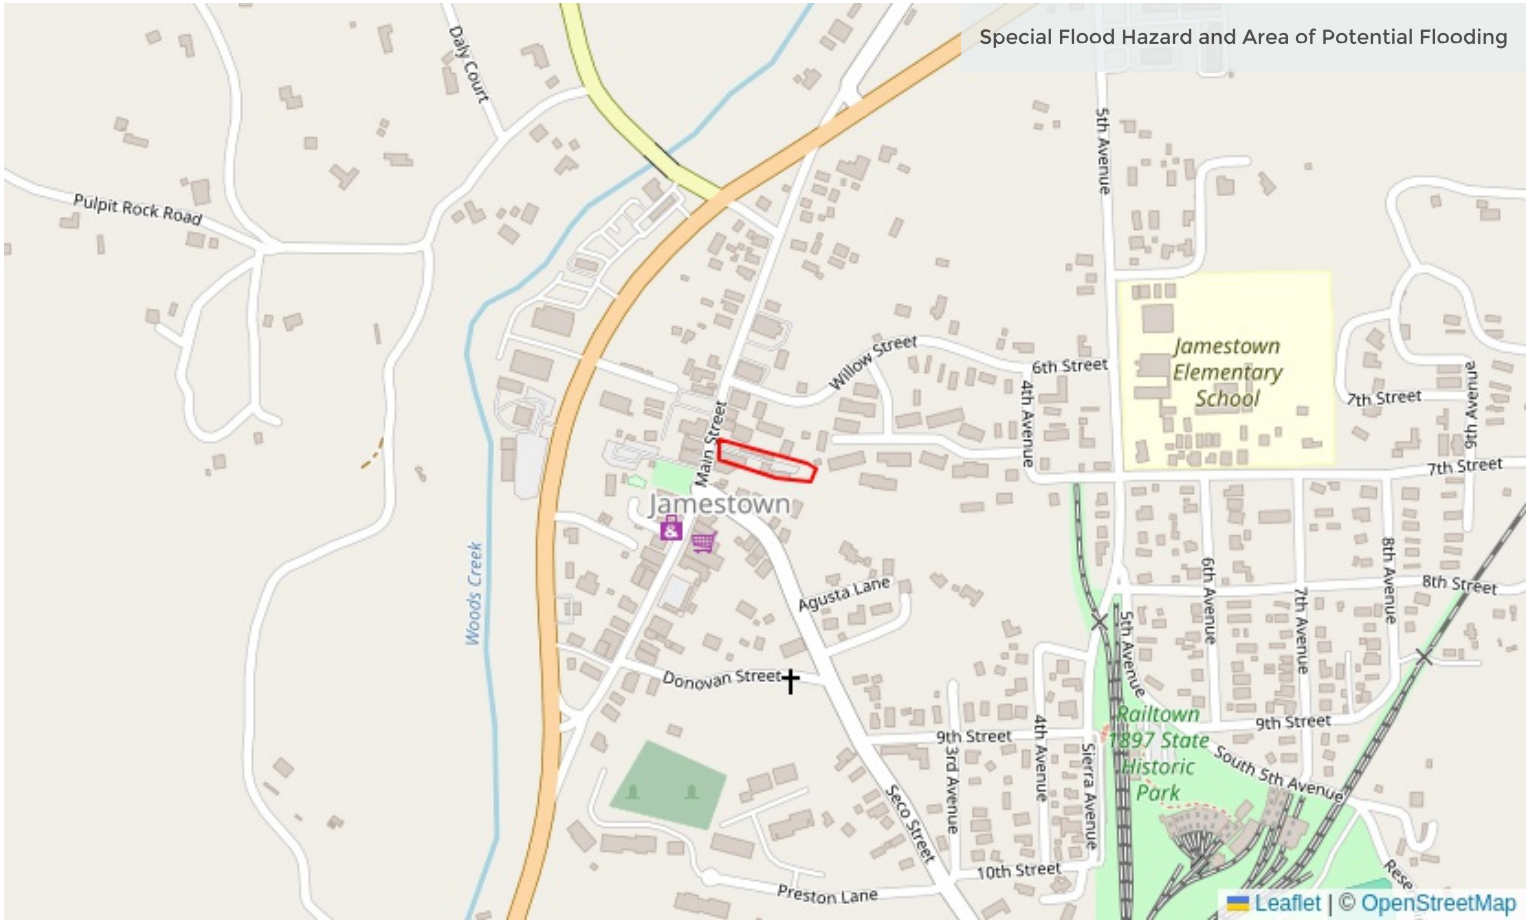 Special Flood Hazard and Area of Potential Flooding
Daly Court
5th Avenue
Pulpit Rock Road
Willow Street
6th Street
Jamestown
Elementary
School
4th Avenue
7th Street
9th Avenue
Main Street
7th Street
Jamestown
Woods Creek
Agusta Lane
6th Avenue
8th Avenue
8th Street
7th Avenue
5th Avenue
Donovan Street
9th Street
4th Avenue
3rd Avenue
Sierra Avenue
Railtown
1897 State
Historic
Park
9th Street
South 5th Avenue
Seco Street
10th Street
Preston Lane
Rese
Leaflet | © OpenStreetMap